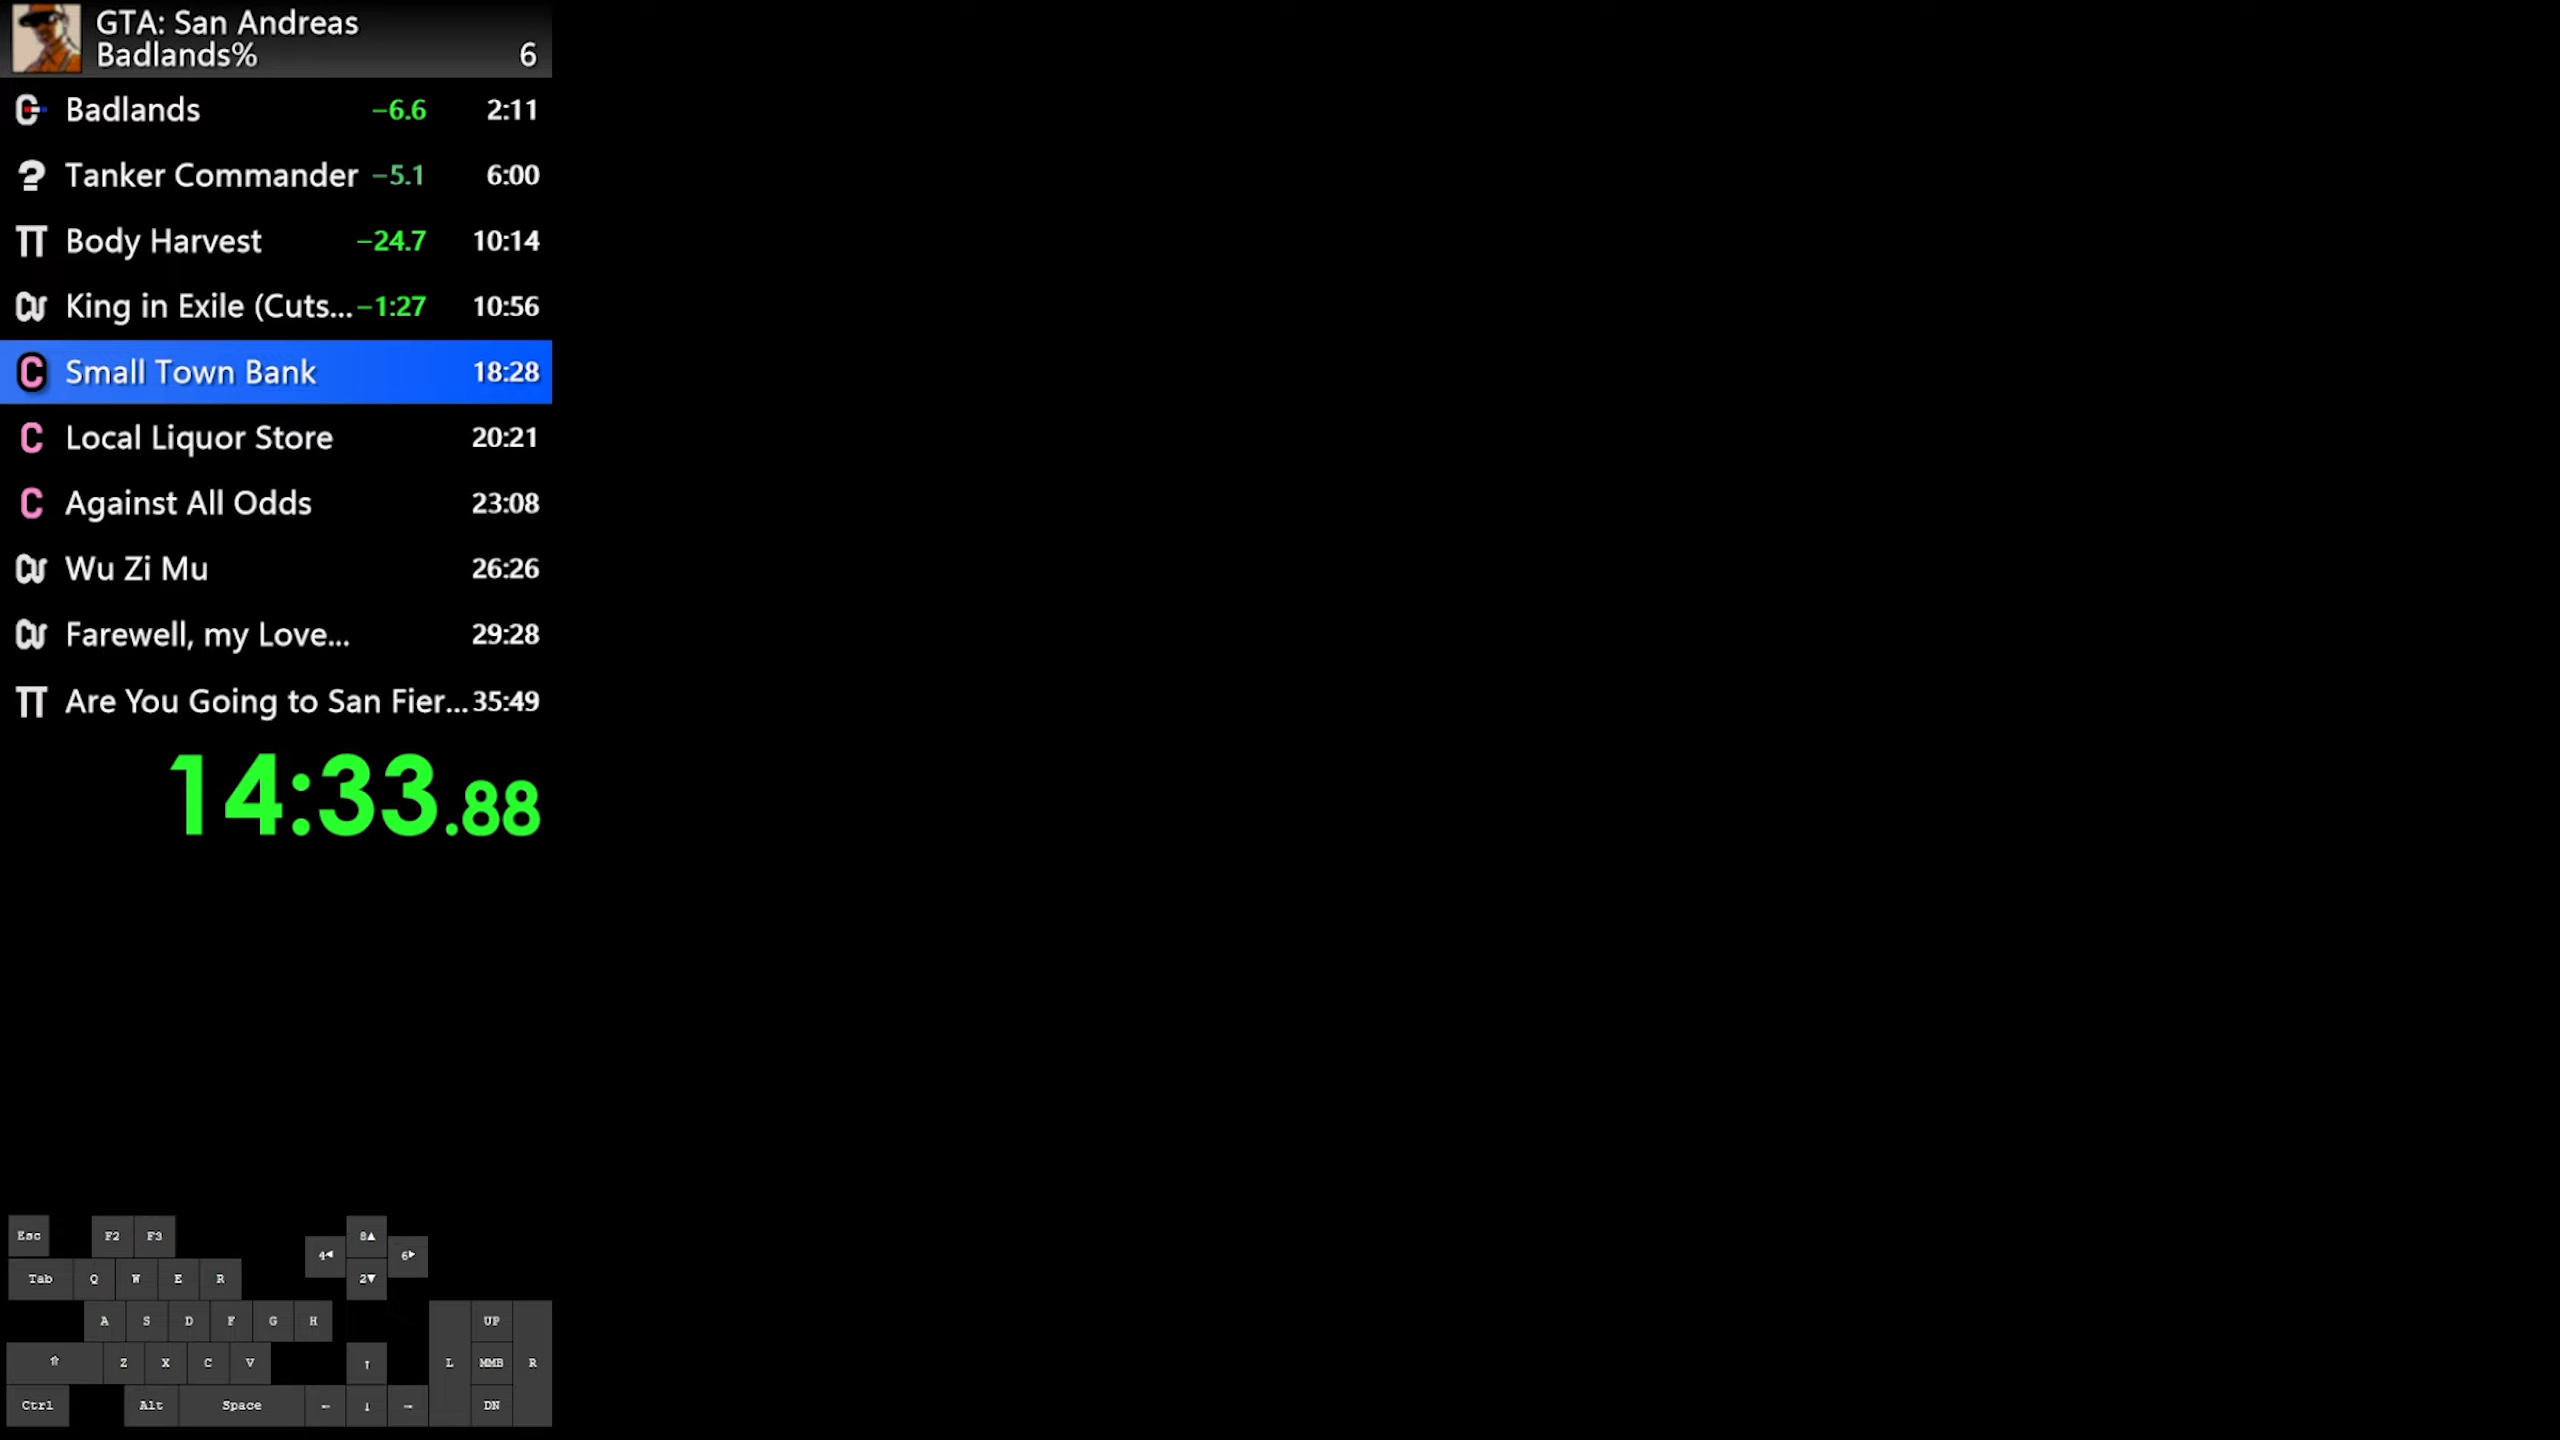 GTA: San Andreas
Badlands% 6
Badlands −6.6 2:11
? Tanker Commander −5.1 6:00
Body Harvest −24.7 10:14
King in Exile (Cuts... −1:27 10:56
C Small Town Bank 18:28
C Local Liquor Store 20:21
C Against All Odds 23:08
Wu Zi Mu 26:26
Farewell, my Love... 29:28
Are You Going to San Fier... 35:49
14:33.88
Esc F2 F3 8▲
4◀ 6▶
Tab Q W E R 2▼
A S D F G H UP
⇧ Z X C V ↑ L MMB R
Ctrl Alt Space ← ↓ → DN